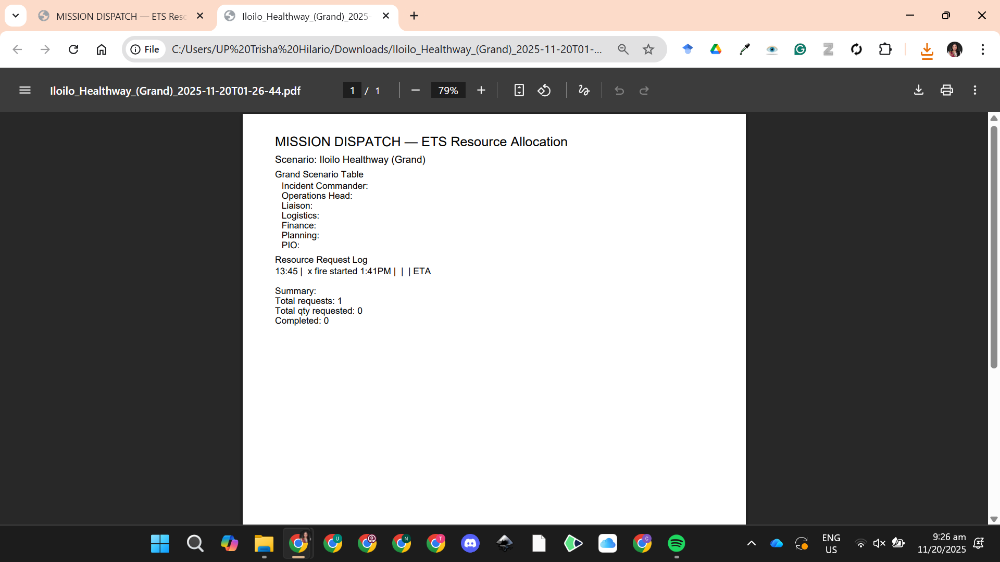 MISSION DISPATCH — ETS Resc
Iloilo_Healthway_(Grand)_2025-
File
C:/Users/UP%20Trisha%20Hilario/Downloads/Iloilo_Healthway_(Grand)_2025-11-20T01-...
Iloilo_Healthway_(Grand)_2025-11-20T01-26-44.pdf
1 / 1
79%
MISSION DISPATCH — ETS Resource Allocation
Scenario: Iloilo Healthway (Grand)
Grand Scenario Table
Incident Commander:
Operations Head:
Liaison:
Logistics:
Finance:
Planning:
PIO:
Resource Request Log
13:45 | x fire started 1:41PM | | | ETA
Summary:
Total requests: 1
Total qty requested: 0
Completed: 0
ENG
US
9:26 am
11/20/2025